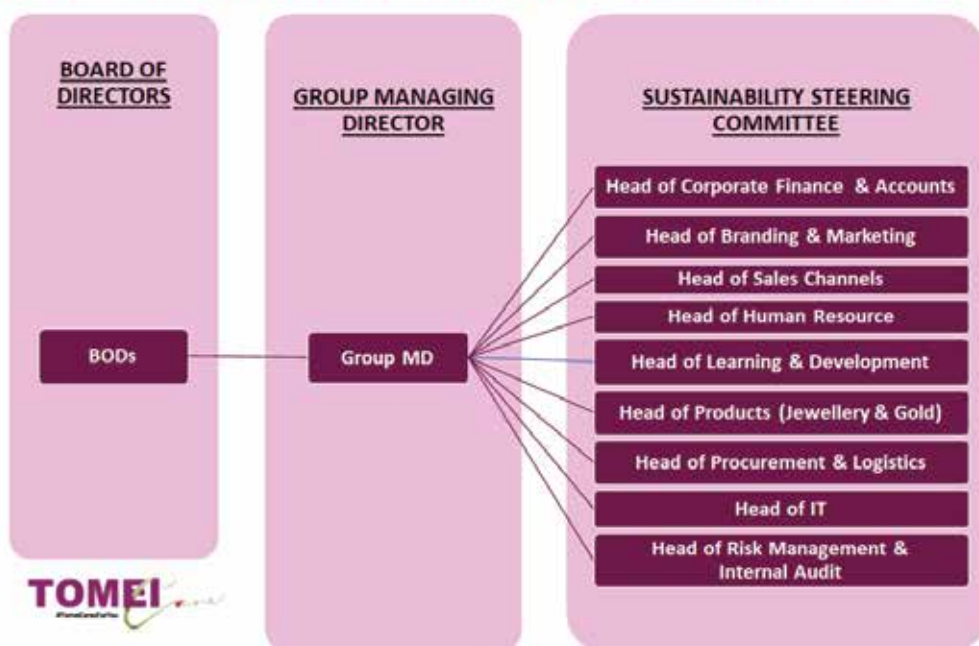 BOARD OF
DIRECTORS
BODs
GROUP MANAGING
DIRECTOR
Group MD
SUSTAINABILITY STEERING
COMMITTEE
Head of Corporate Finance & Accounts
Head of Branding & Marketing
Head of Sales Channels
Head of Human Resource
Head of Learning & Development
Head of Products (Jewellery & Gold)
Head of Procurement & Logistics
Head of IT
Head of Risk Management &
Internal Audit
TOMEI Care
#TomeiCaresForYou